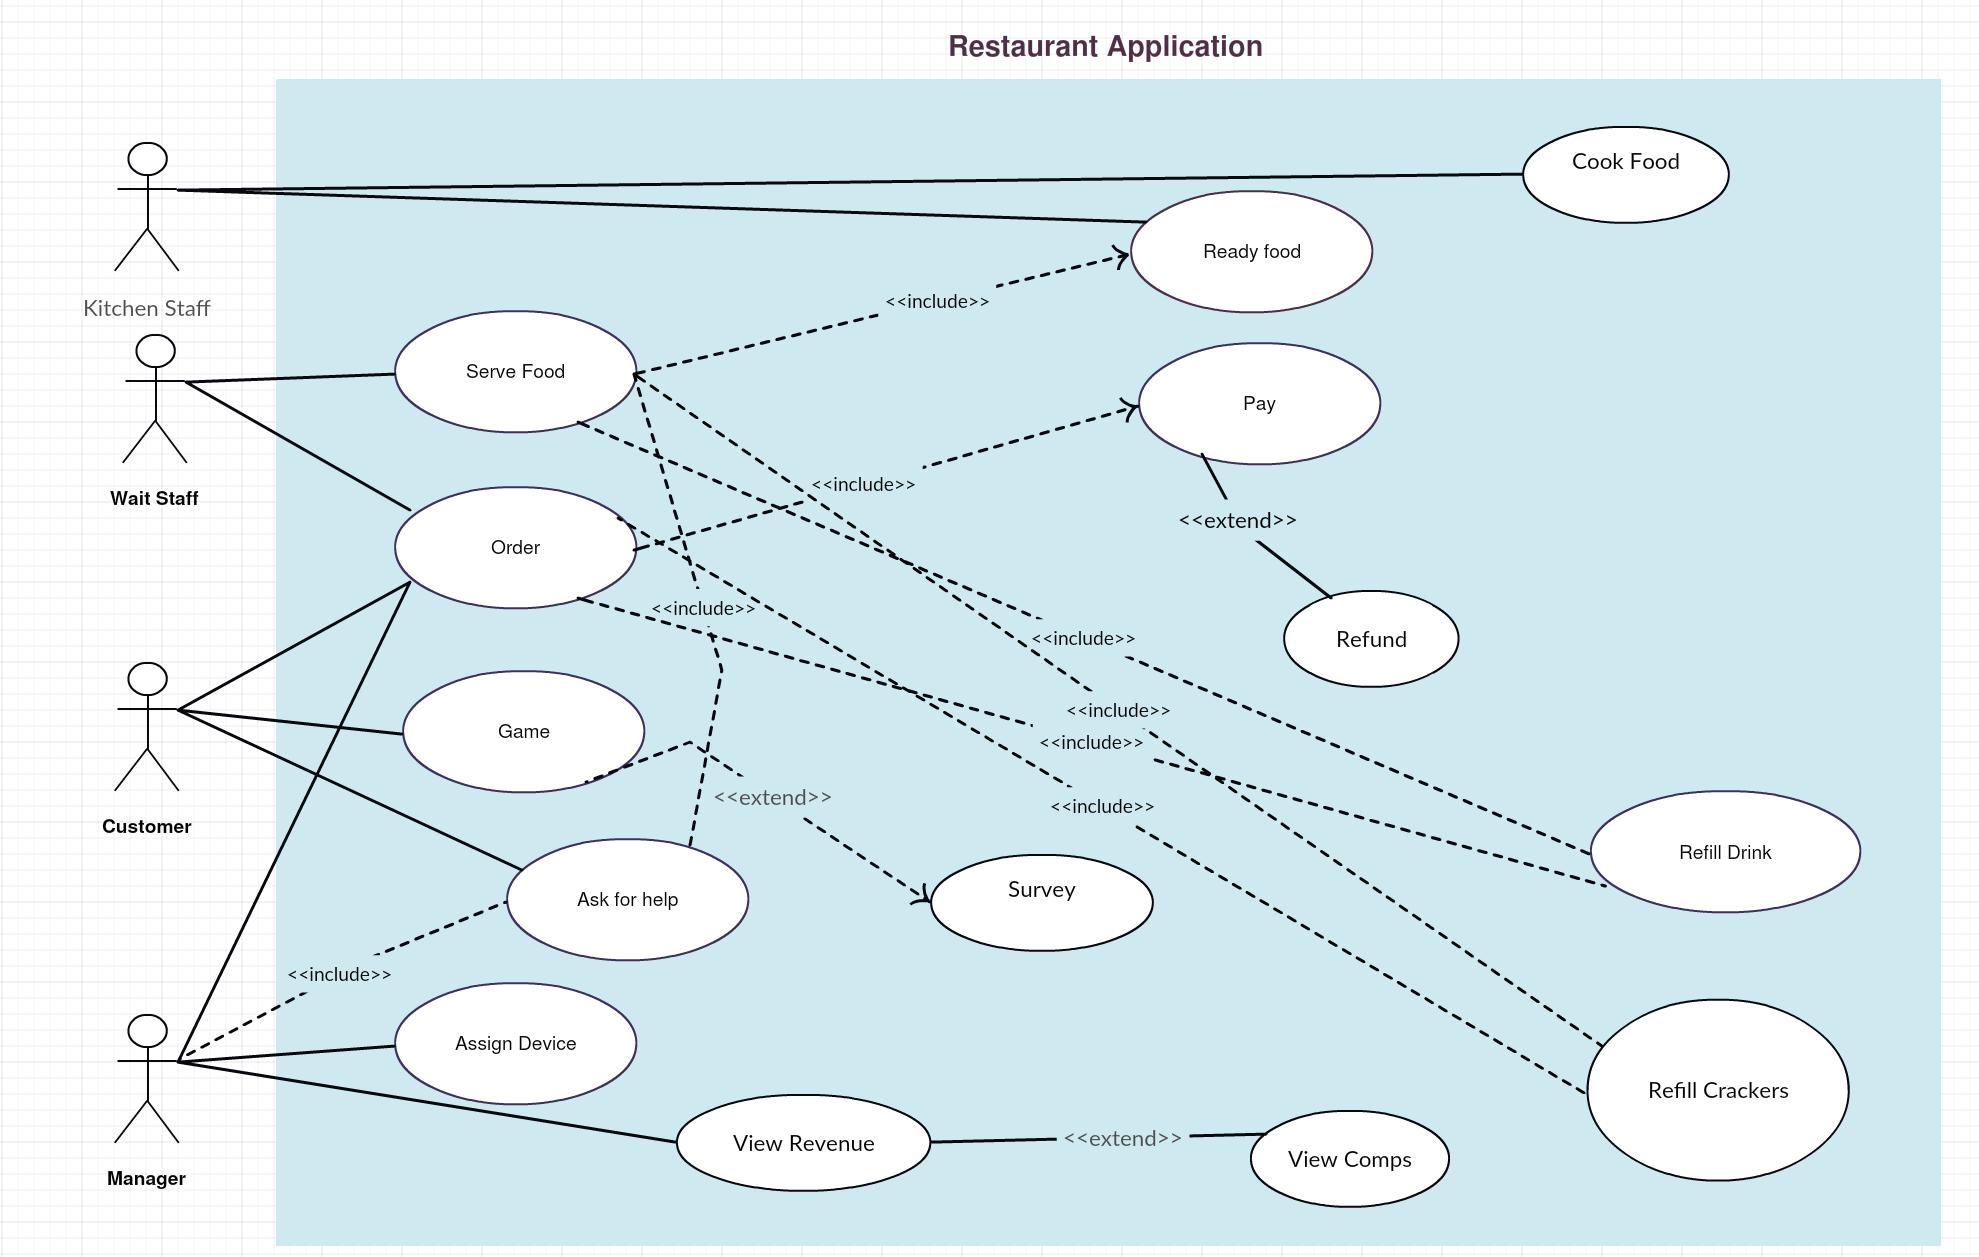 Restaurant Application
Cook Food
Ready food
<<include>>
Kitchen Staff
Serve Food
Pay
<<include>>
Wait Staff
<<extend>>
Order
<<include>>
<<include>>
Refund
<<include>>
Game
<<include>>
<<extend>>
<<include>>
Customer
Refill Drink
Survey
Ask for help
<<include>>
Assign Device
Refill Crackers
View Revenue
<<extend>>
View Comps
Manager